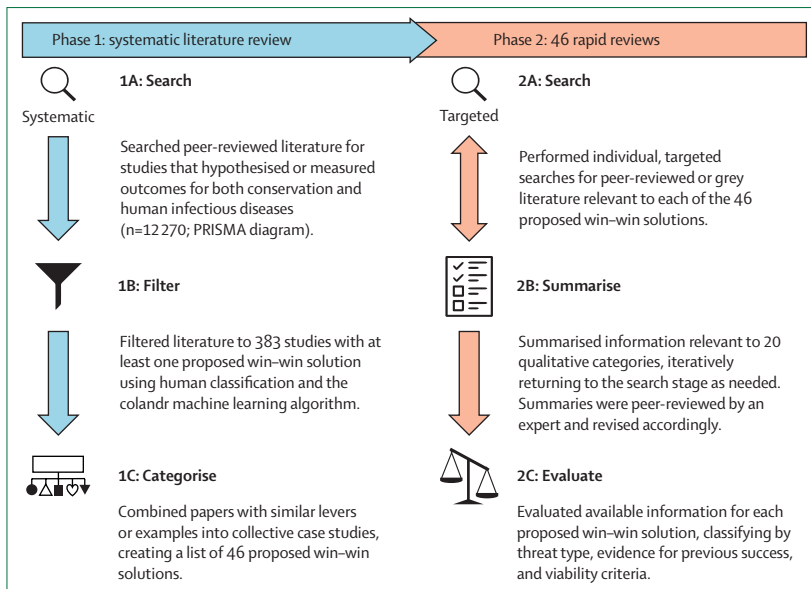 Phase 1: systematic literature review
Phase 2: 46 rapid reviews
1A: Search
Systematic
Searched peer-reviewed literature for
studies that hypothesised or measured
outcomes for both conservation and
human infectious diseases
(n=12 270; PRISMA diagram).
1B: Filter
Filtered literature to 383 studies with at
least one proposed win–win solution
using human classification and the
colandr machine learning algorithm.
1C: Categorise
Combined papers with similar levers
or examples into collective case studies,
creating a list of 46 proposed win–win
solutions.
2A: Search
Targeted
Performed individual, targeted
searches for peer-reviewed or grey
literature relevant to each of the 46
proposed win–win solutions.
2B: Summarise
Summarised information relevant to 20
qualitative categories, iteratively
returning to the search stage as needed.
Summaries were peer-reviewed by an
expert and revised accordingly.
2C: Evaluate
Evaluated available information for each
proposed win–win solution, classifying by
threat type, evidence for previous success,
and viability criteria.